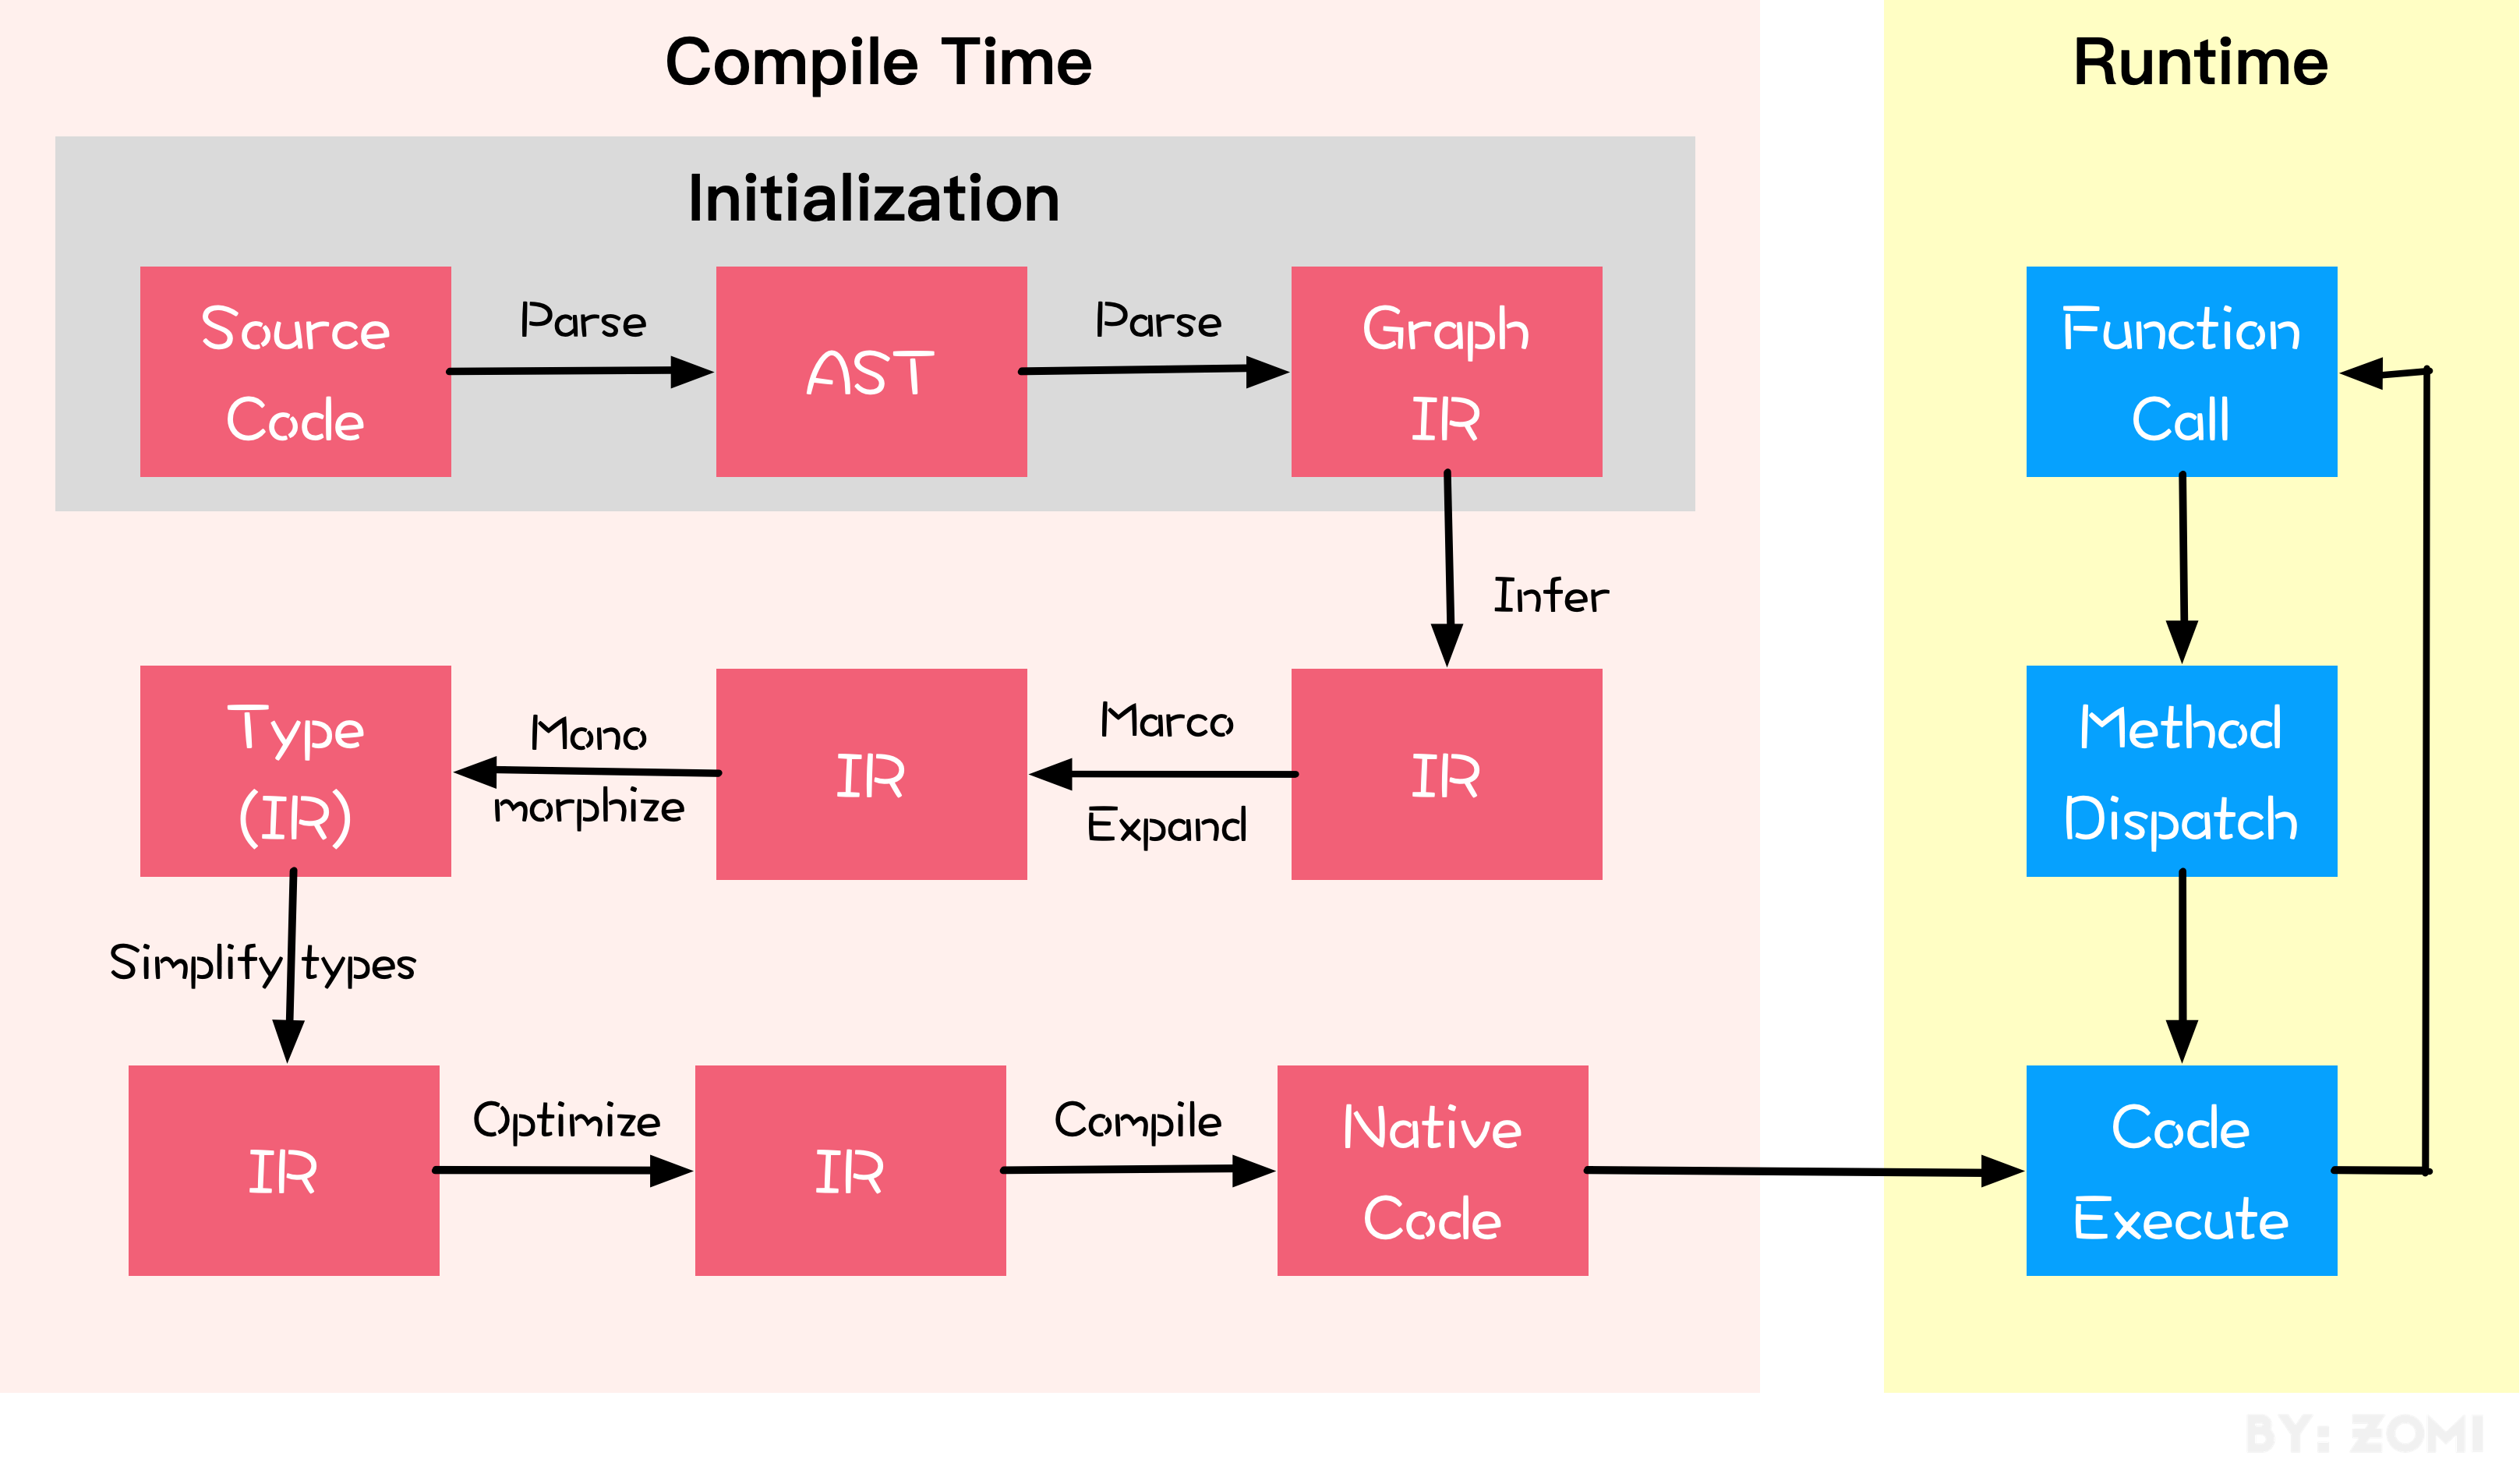 Compile Time
Runtime
Initialization
Source
Code
Parse
AST
Parse
Graph
IR
Function
Call
Infer
Type
(IR)
Mono
morphize
IR
Marco
Expand
IR
Method
Dispatch
Simplify types
IR
Optimize
IR
Compile
Native
Code
Code
Execute
BY: ZOMI